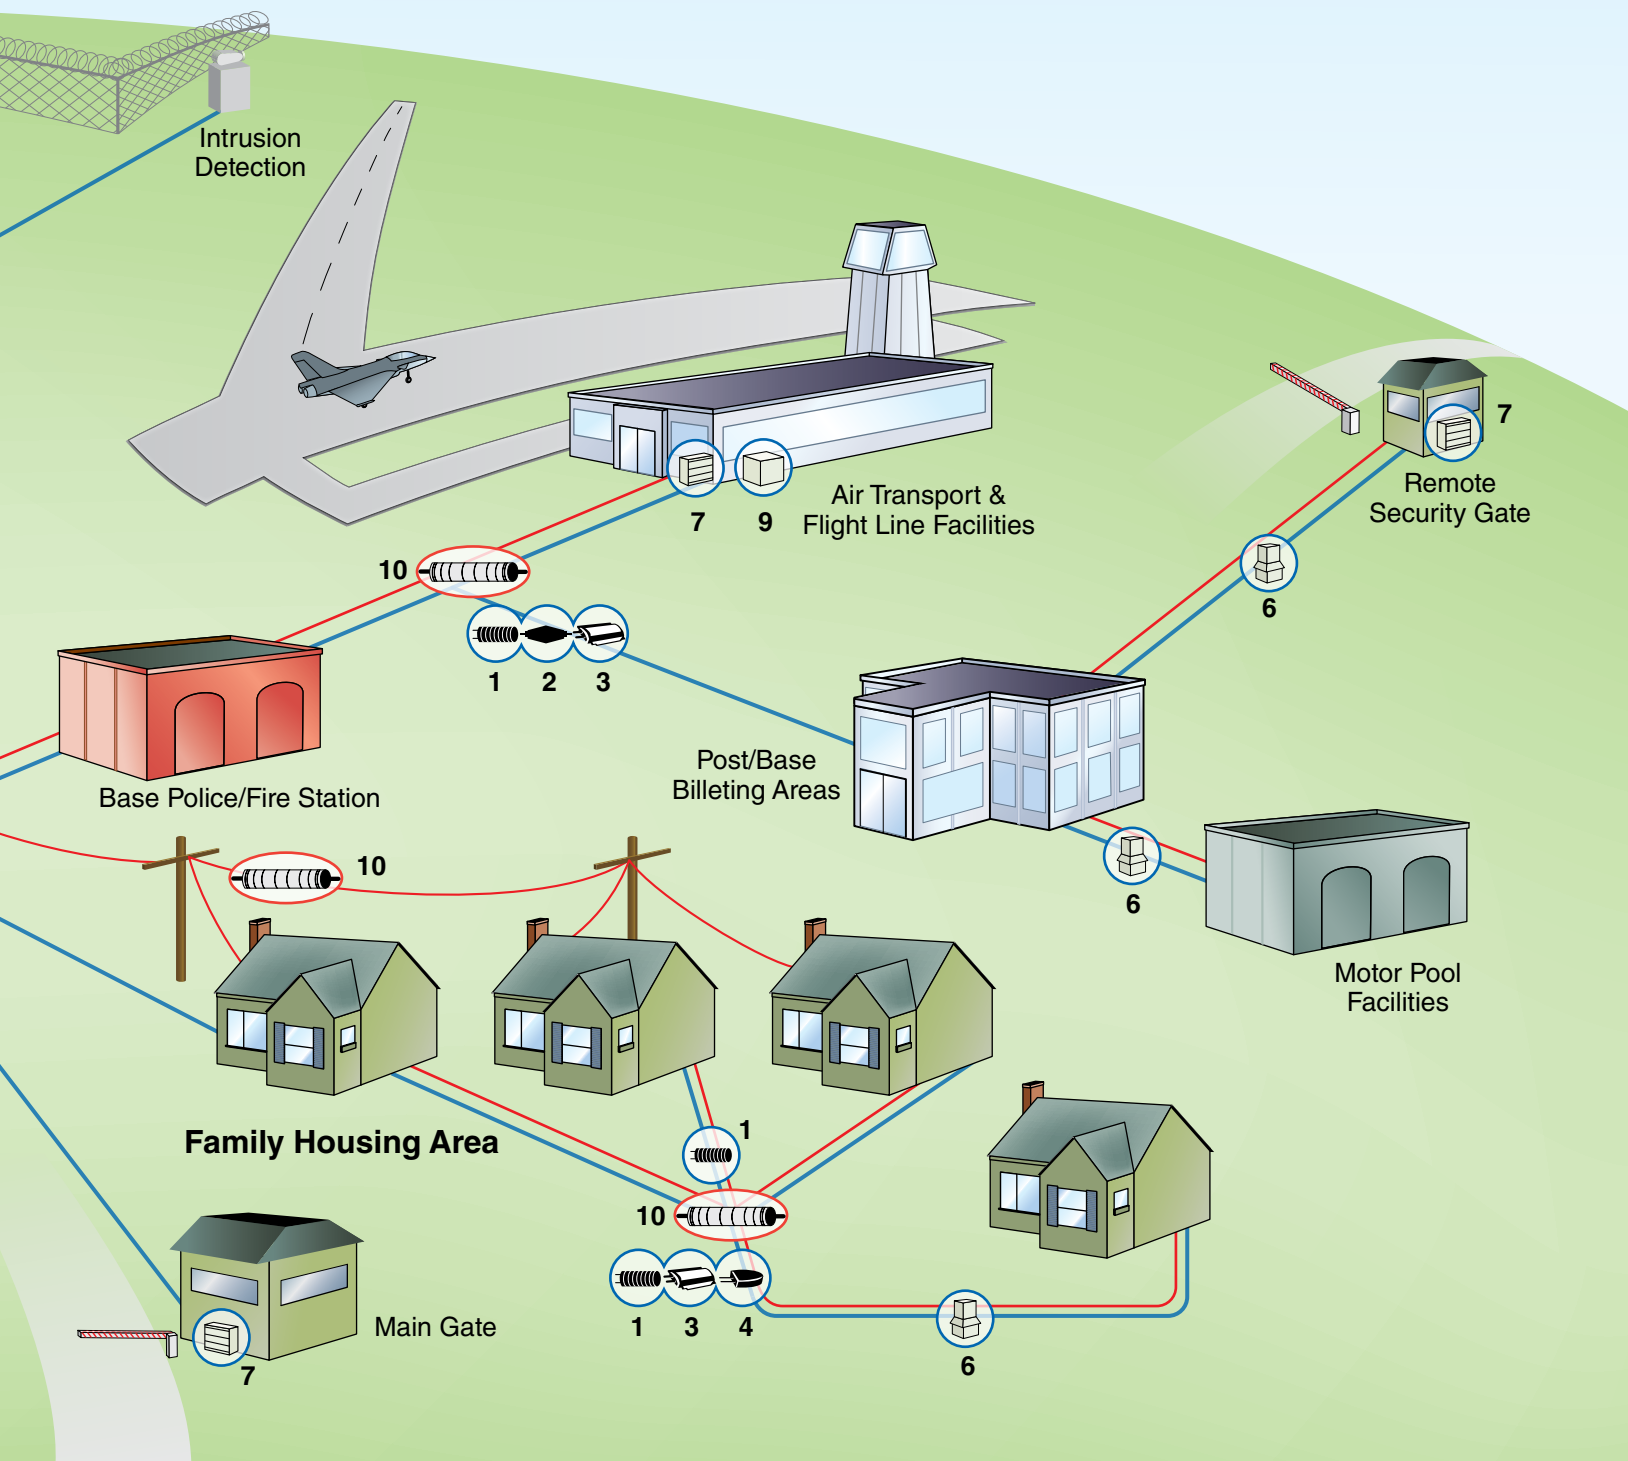 Intrusion
Detection
7
Remote
Security Gate
Air Transport &
Flight Line Facilities
7
9
10
6
1
2
3
Post/Base
Billeting Areas
Base Police/Fire Station
10
6
Motor Pool
Facilities
Family Housing Area
1
10
1
3
4
Main Gate
6
7